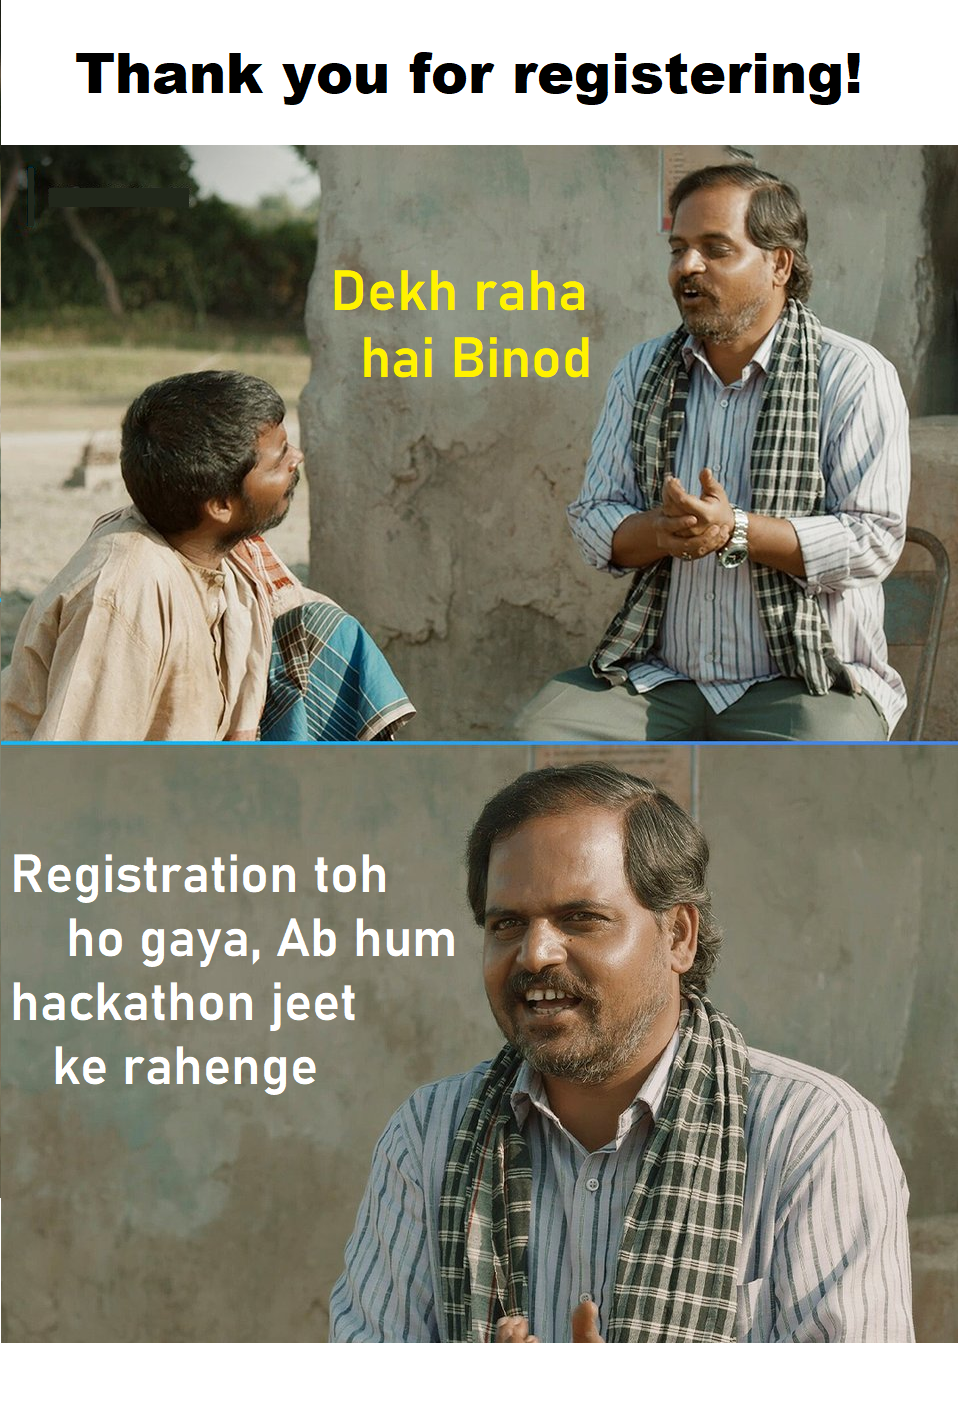 Thank you for registering!
Dekh raha
hai Binod
Registration toh
ho gaya, Ab hum
hackathon jeet
ke rahenge